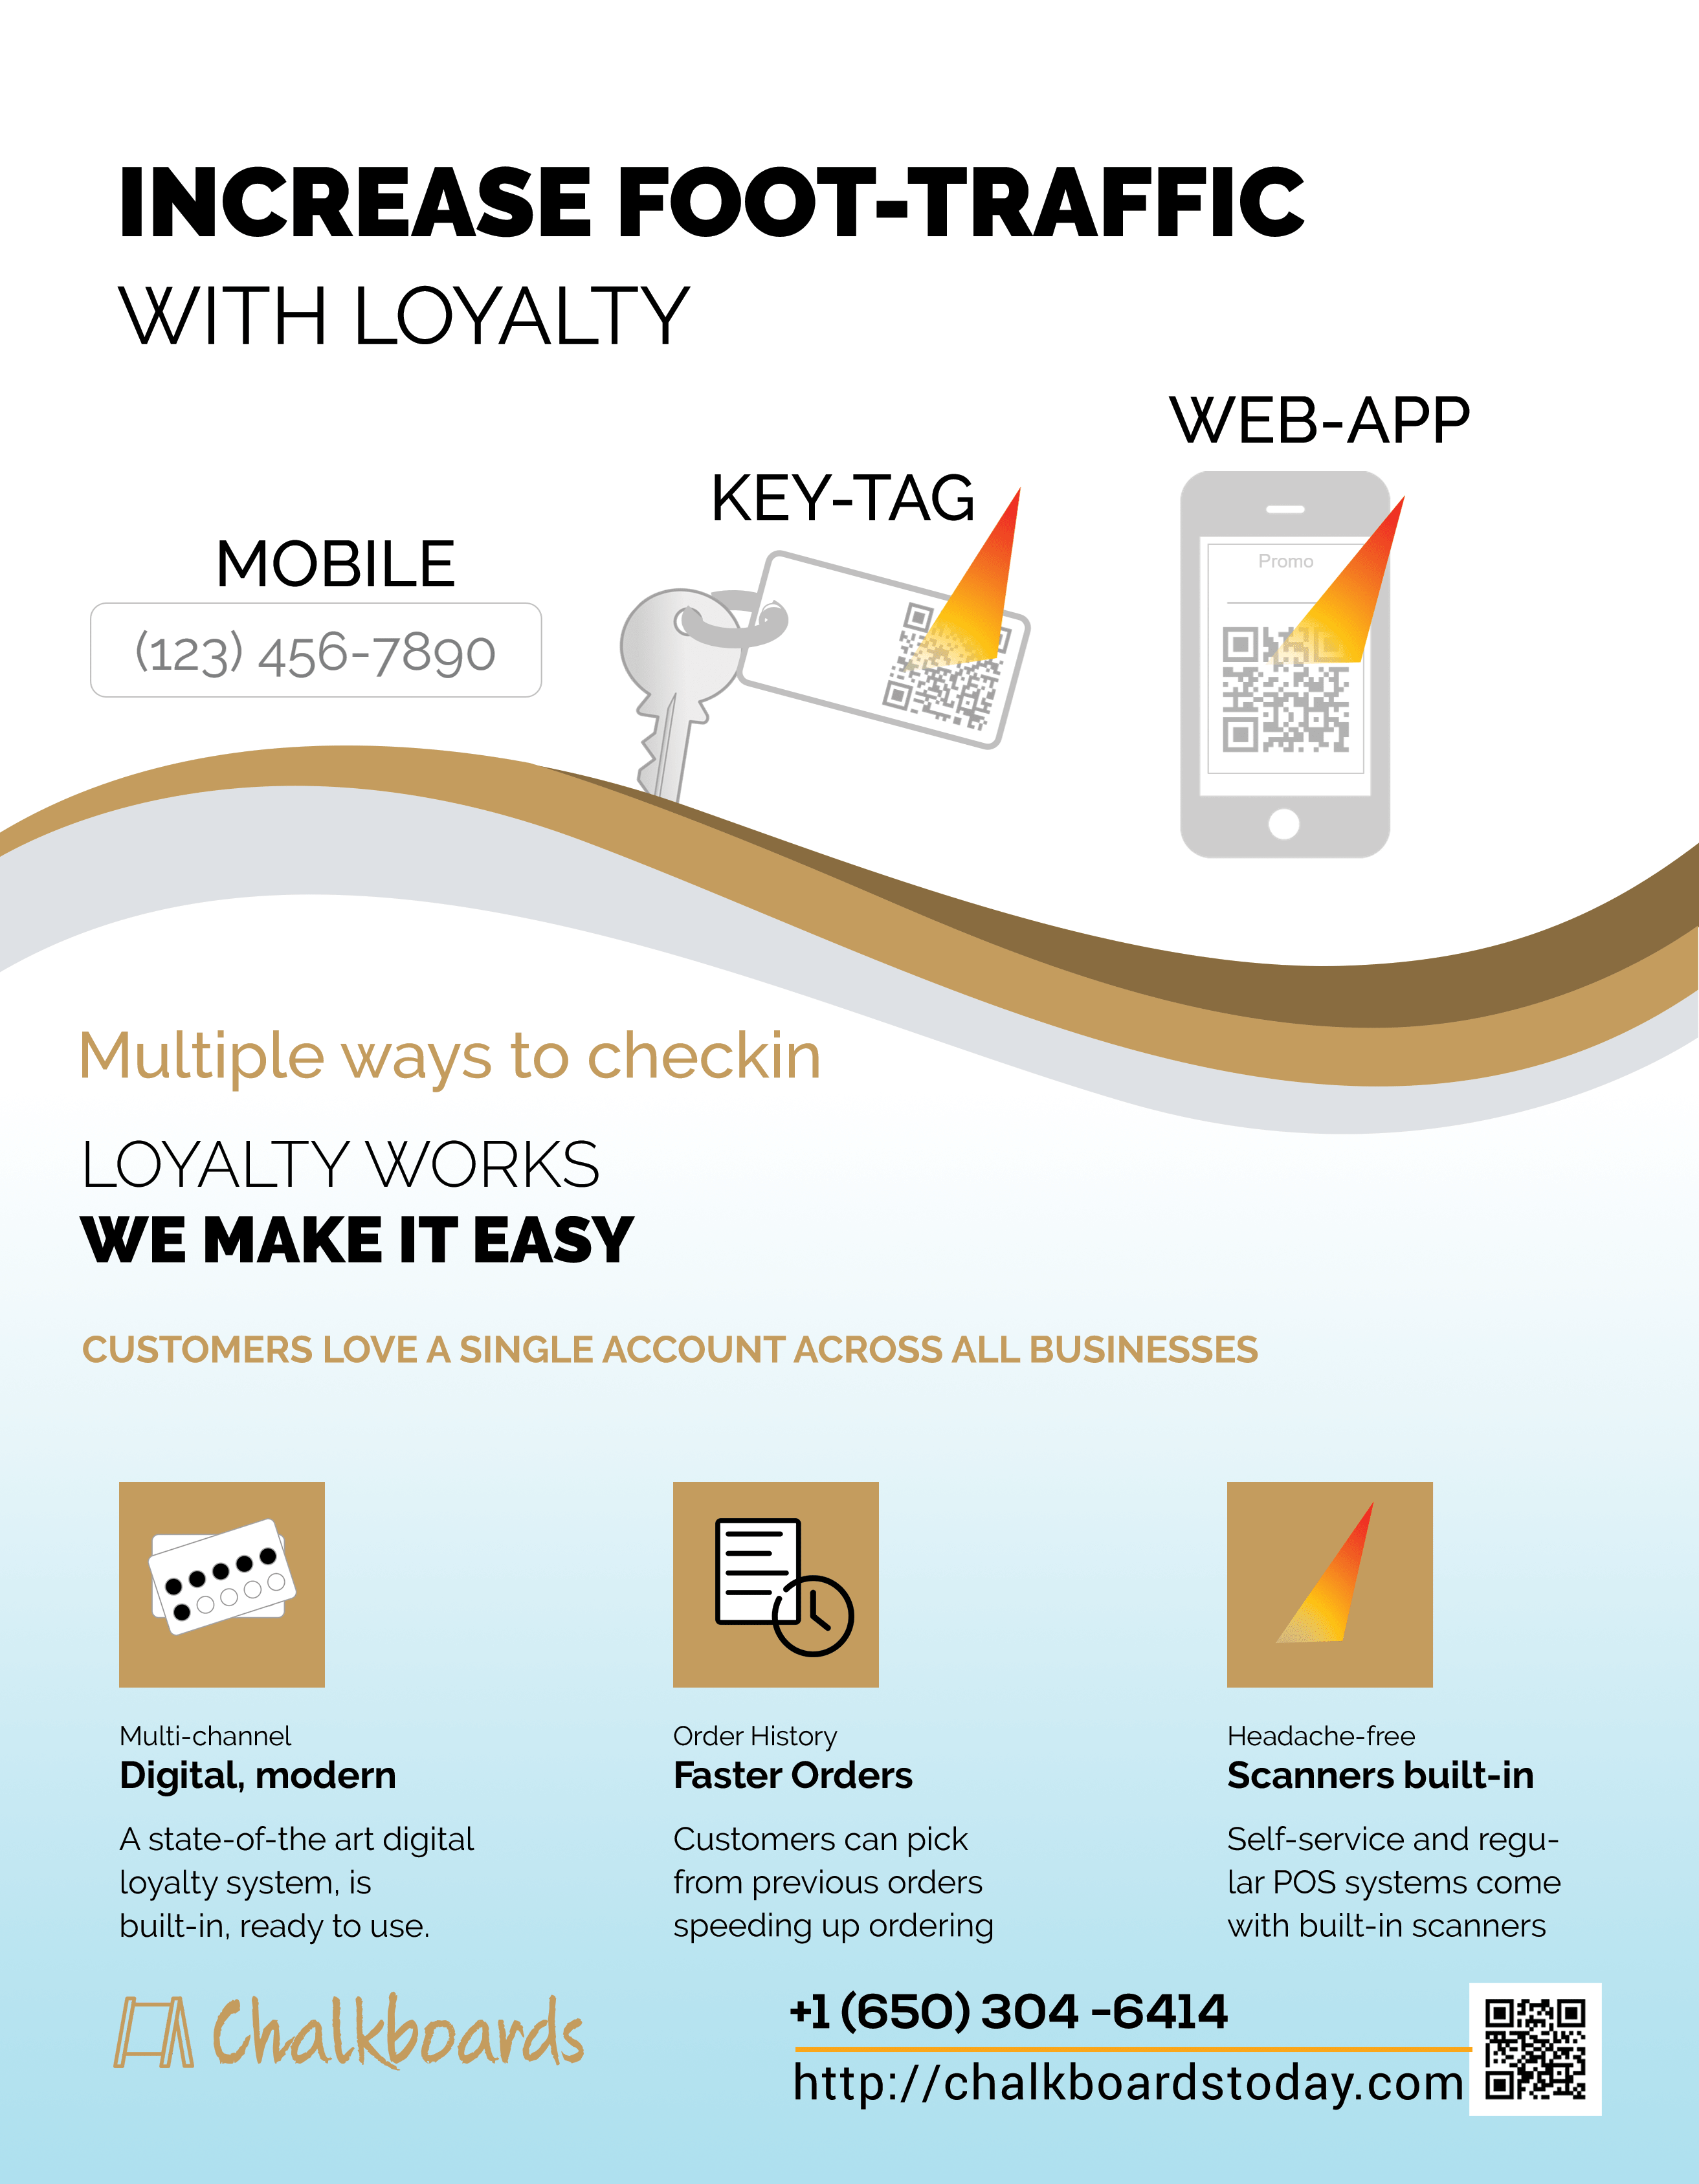 INCREASE FOOT-TRAFFIC
WITH LOYALTY
WEB-APP
KEY-TAG
MOBILE
Promo
(123) 456-7890
Multiple ways to checkin
LOYALTY WORKS
WE MAKE IT EASY
CUSTOMERS LOVE A SINGLE ACCOUNT ACROSS ALL BUSINESSES
Multi-channel
Digital, modern
A state-of-the art digital
loyalty system, is
built-in, ready to use.
Order History
Faster Orders
Customers can pick
from previous orders
speeding up ordering
Headache-free
Scanners built-in
Self-service and regu-
lar POS systems come
with built-in scanners
Chalkboards
+1 (650) 304 -6414
http://chalkboardstoday.com